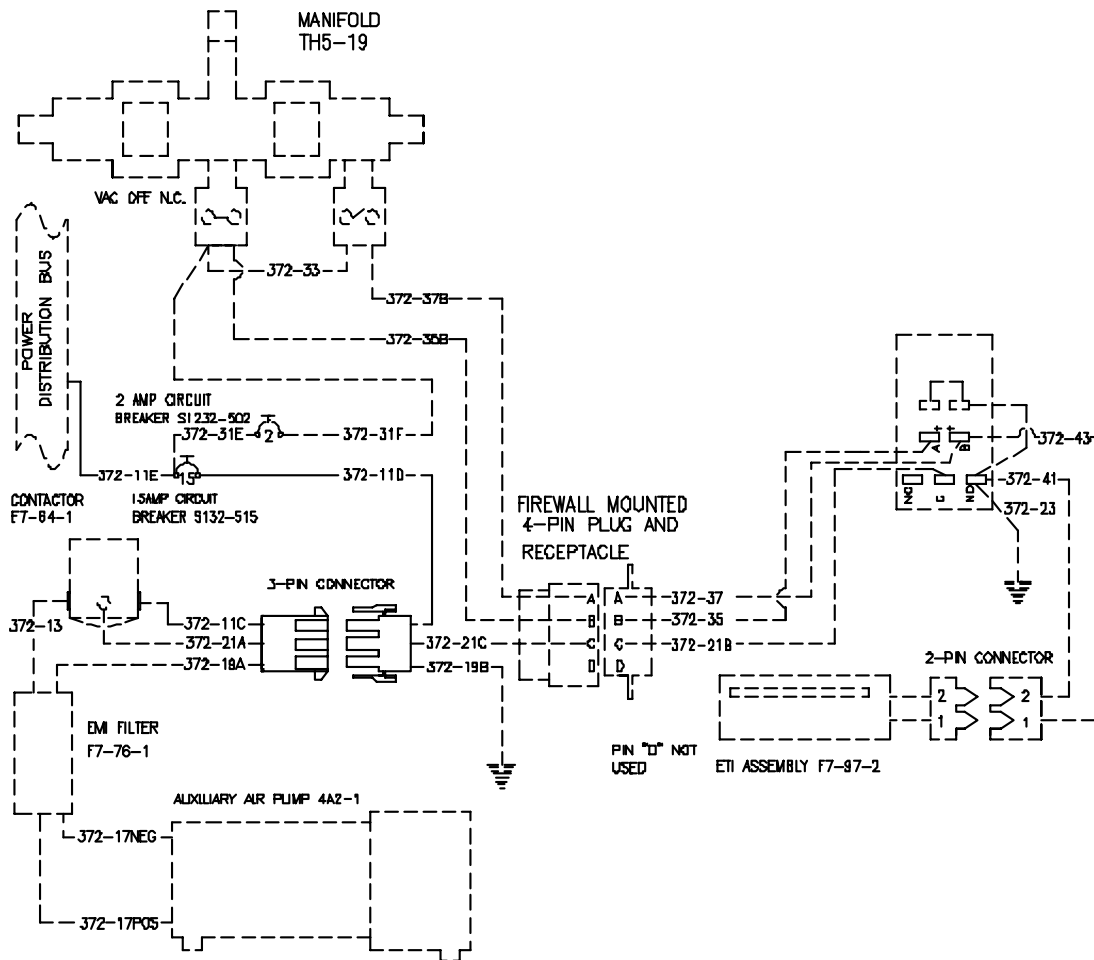 MANIFOLD
TH5-19
VAC OFF N.C.
POWER
DISTRIBUTION BUS
372-33
372-37B
372-35B
2 AMP CIRCUIT
BREAKER S1232-502
372-31E
2
372-31F
372-11E
15
372-11D
15AMP CIRCUIT
BREAKER S132-515
CONTACTOR
F7-64-1
A
B
372-43
NC
G
NO
372-41
372-23
FIREWALL MOUNTED
4-PIN PLUG AND
RECEPTACLE
3-PIN CONNECTOR
372-13
372-11C
372-21A
372-18A
372-21C
372-19B
A A
B B
C C
D D
372-37
372-35
372-21B
2-PIN CONNECTOR
2 2
1 1
EMI FILTER
F7-76-1
PIN "D" NOT
USED
ETI ASSEMBLY F7-97-2
AUXILIARY AIR PUMP 4A2-1
372-17NEG
372-17POS